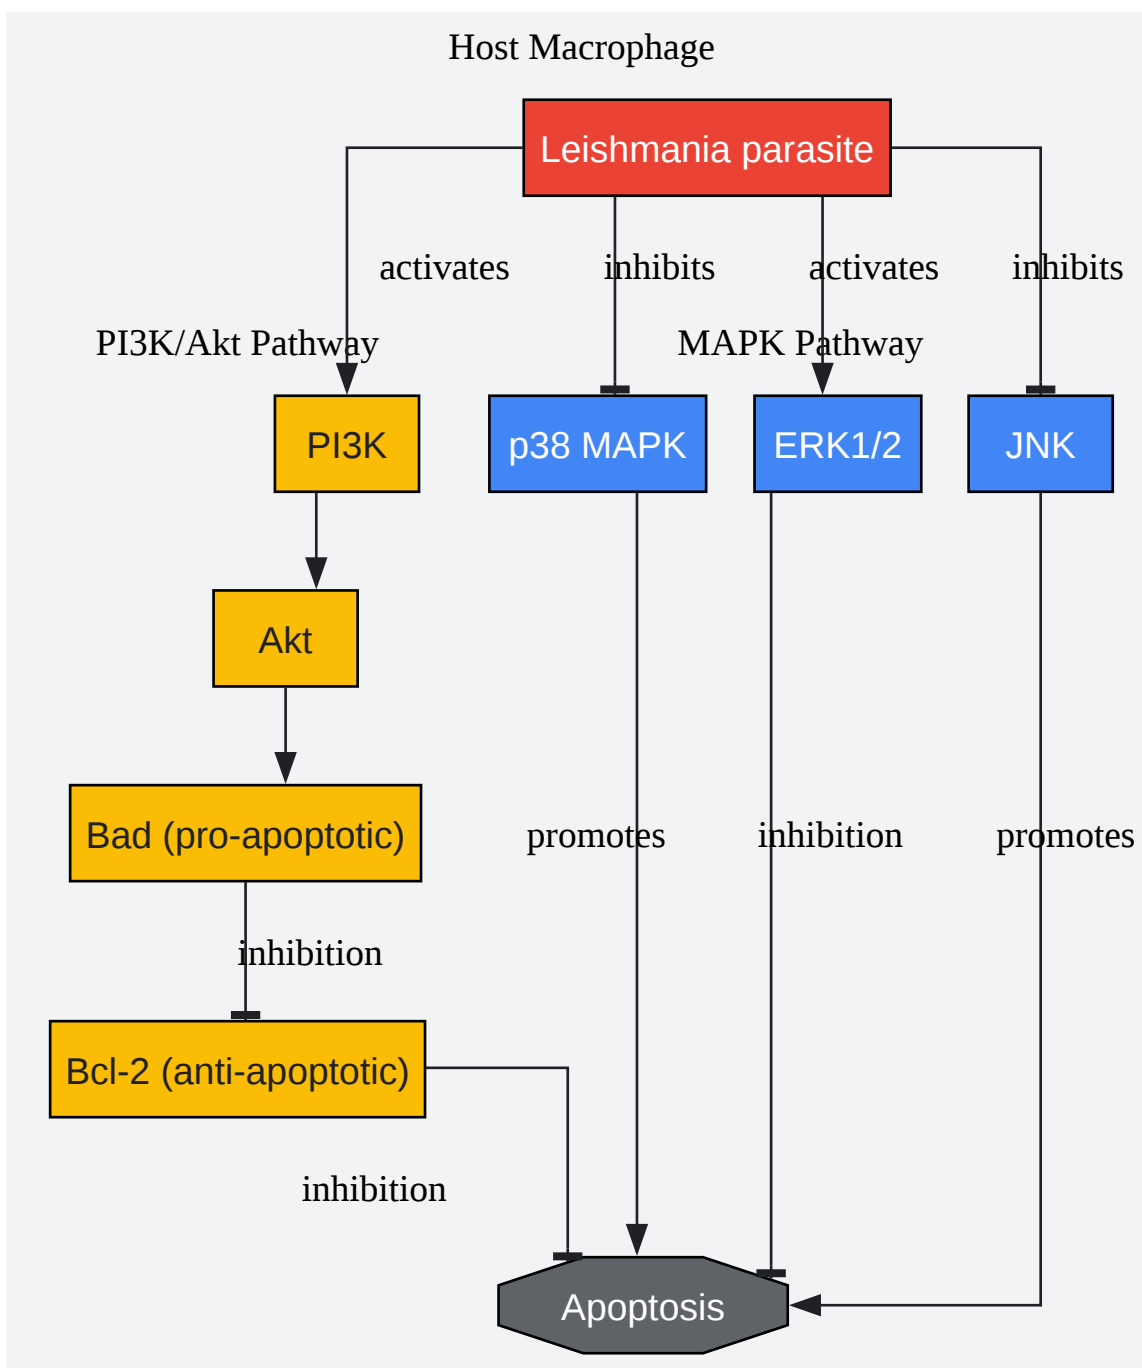 Host Macrophage
Leishmania parasite
activates
inhibits
activates
inhibits
PI3K/Akt Pathway
MAPK Pathway
PI3K
p38 MAPK
ERK1/2
JNK
Akt
Bad (pro-apoptotic)
promotes
inhibition
promotes
inhibition
Bcl-2 (anti-apoptotic)
inhibition
Apoptosis